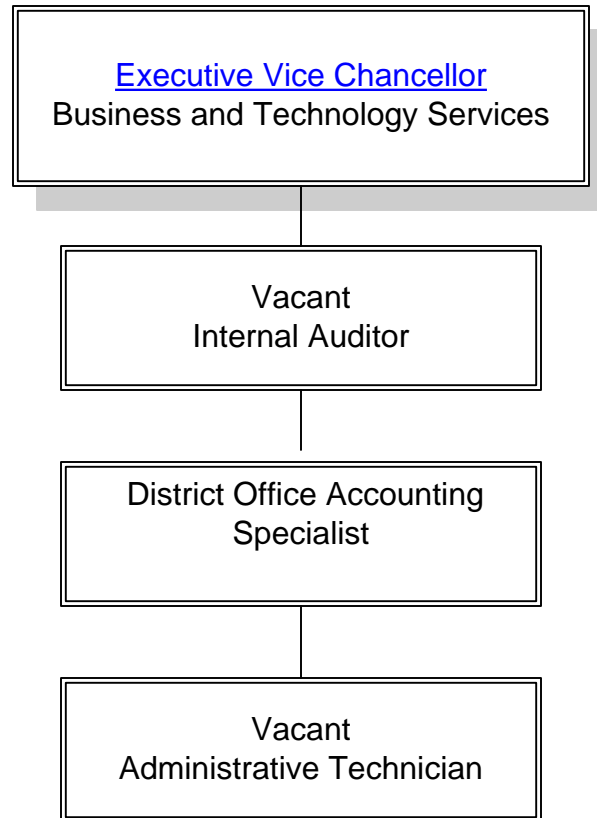 Executive Vice Chancellor
Business and Technology Services
Vacant
Internal Auditor
District Office Accounting
Specialist
Vacant
Administrative Technician